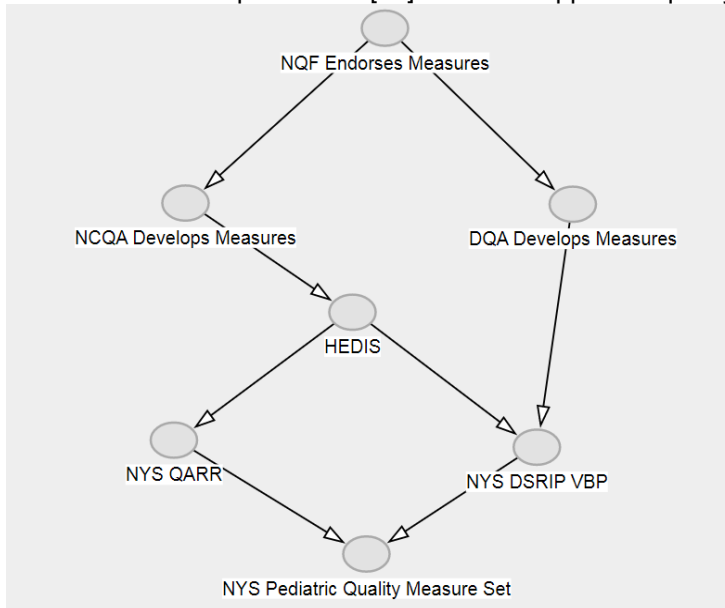 NQF Endorses Measures
NCQA Develops Measures
DQA Develops Measures
HEDIS
NYS QARR
NYS DSRIP VBP
NYS Pediatric Quality Measure Set